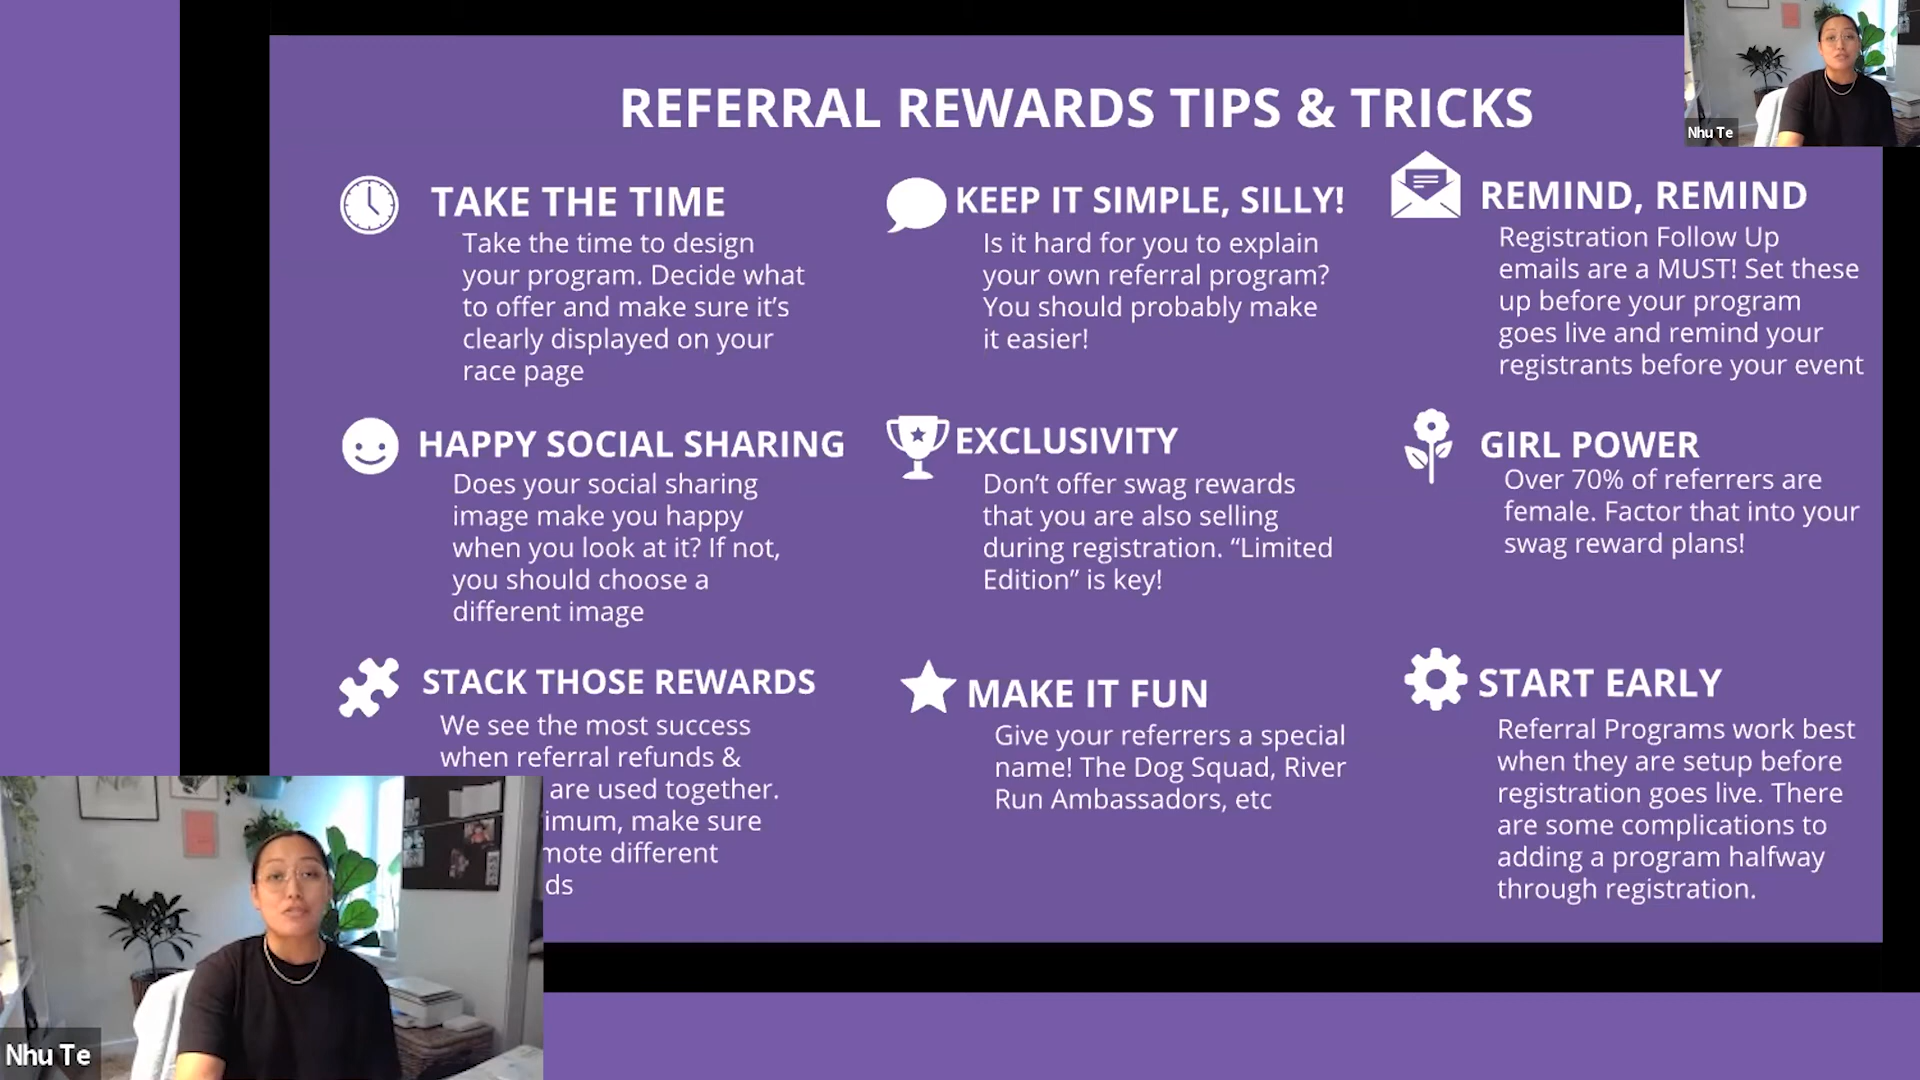 REFERRAL REWARDS TIPS & TRICKS
TAKE THE TIME
Take the time to design
your program. Decide what
to offer and make sure it’s
clearly displayed on your
race page
KEEP IT SIMPLE, SILLY!
Is it hard for you to explain
your own referral program?
You should probably make
it easier!
REMIND, REMIND
Registration Follow Up
emails are a MUST! Set these
up before your program
goes live and remind your
registrants before your event
HAPPY SOCIAL SHARING
Does your social sharing
image make you happy
when you look at it? If not,
you should choose a
different image
EXCLUSIVITY
Don’t offer swag rewards
that you are also selling
during registration. “Limited
Edition” is key!
GIRL POWER
Over 70% of referrers are
female. Factor that into your
swag reward plans!
STACK THOSE REWARDS
We see the most success
when referral refunds &
are used together.
make sure
different
MAKE IT FUN
Give your referrers a special
name! The Dog Squad, River
Run Ambassadors, etc
START EARLY
Referral Programs work best
when they are setup before
registration goes live. There
are some complications to
adding a program halfway
through registration.
Nhu Te
Nhu Te